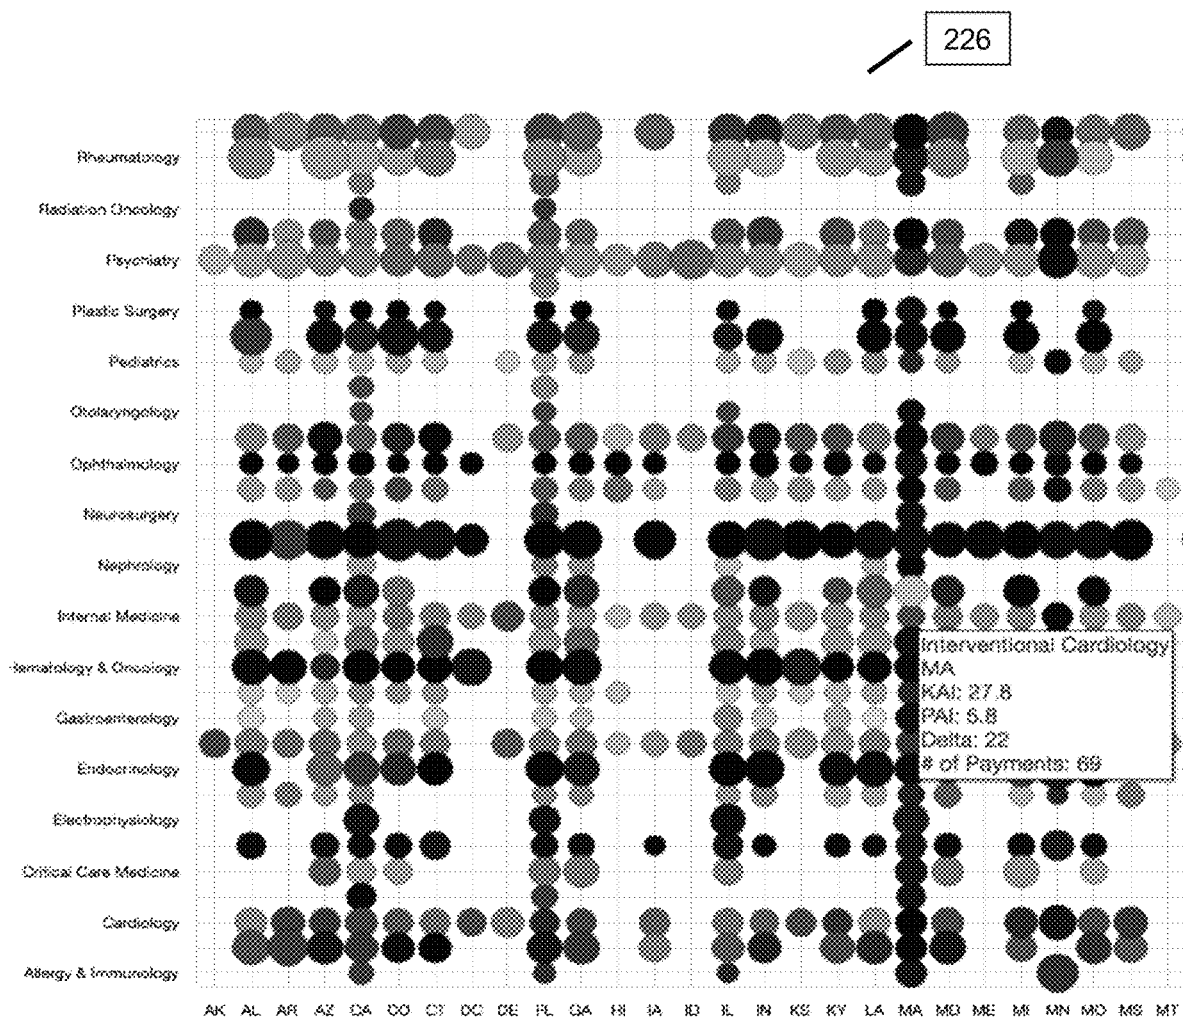 226
Rheumatology
Radiation Oncology
Psychiatry
Plastic Surgery
Pediatrics
Otolaryngology
Ophthalmology
Neurosurgery
Nephrology
Internal Medicine
Interventional Cardiology
MA
KAI: 27.8
PAI: 5.8
Delta: 22
# of Payments: 69
Hematology & Oncology
Gastroenterology
Endocrinology
Electrophysiology
Critical Care Medicine
Cardiology
Allergy & Immunology
AK AL AR AZ CA CO CT DC DE FL GA HI IA ID IL IN KS KY LA MA MD ME MI MN MO MS MT